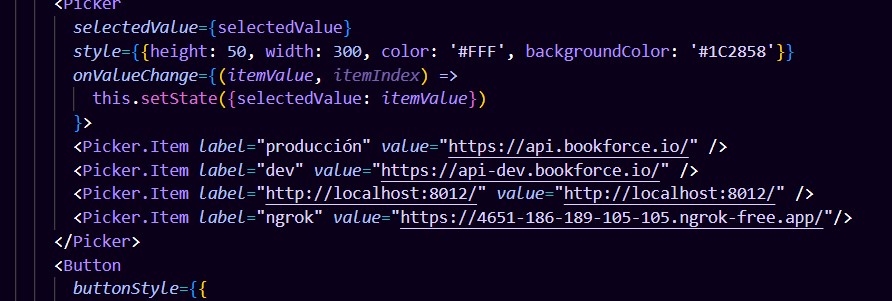 <Picker
selectedValue={selectedValue}
style={{height: 50, width: 300, color: '#FFF', backgroundColor: '#1C2858'}}
onValueChange={(itemValue, itemIndex) =>
this.setState({selectedValue: itemValue})
}>
<Picker.Item label="producción" value="https://api.bookforce.io/" />
<Picker.Item label="dev" value="https://api-dev.bookforce.io/" />
<Picker.Item label="http://localhost:8012/" value="http://localhost:8012/" />
<Picker.Item label="ngrok" value="https://4651-186-189-105-105.ngrok-free.app/"/>
</Picker>
<Button
buttonStyle={{